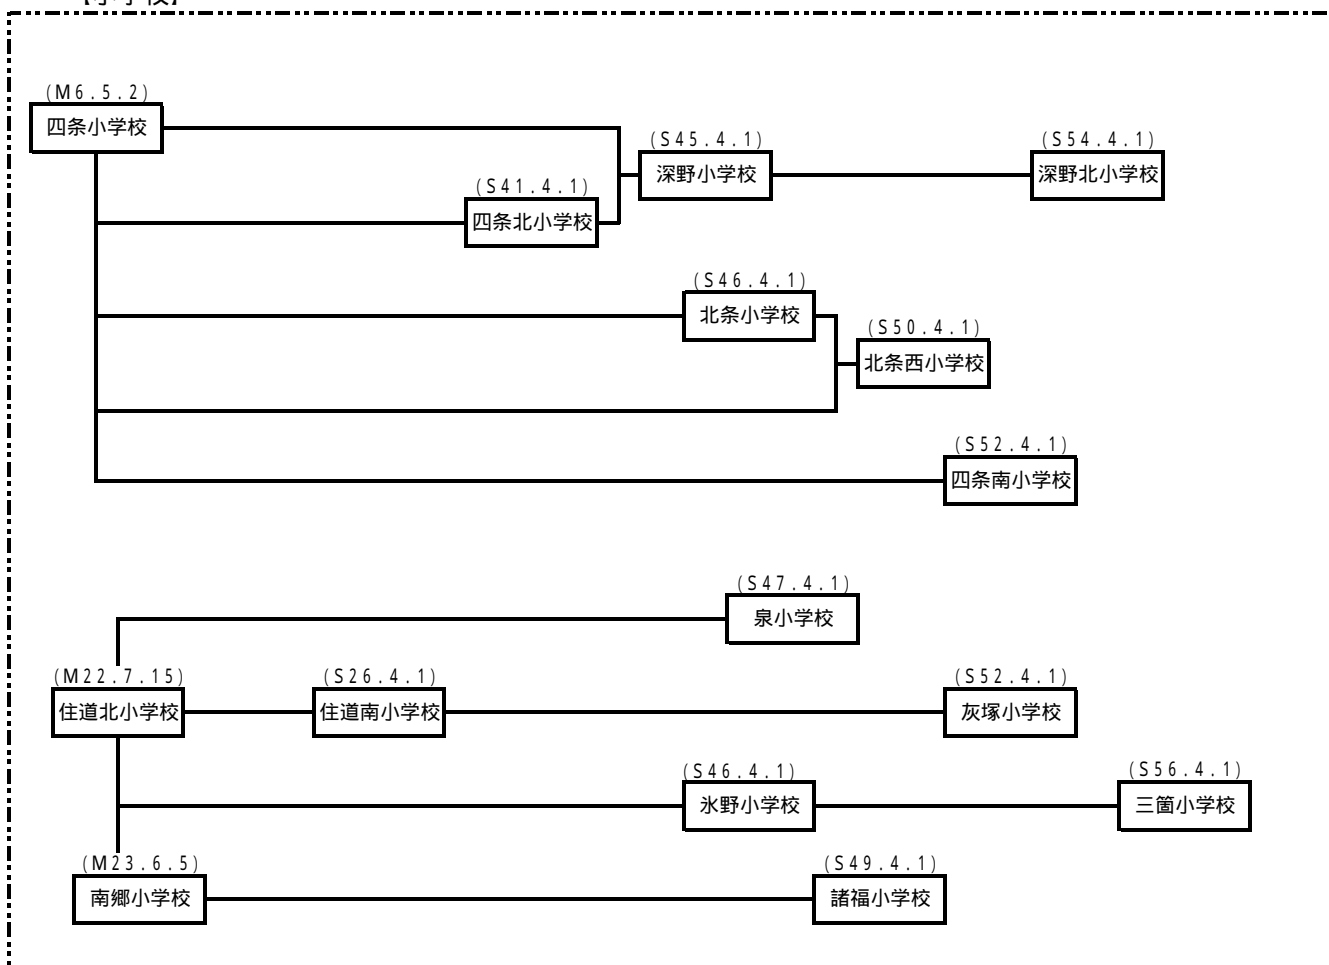 【小学校】
(M6.5.2)
四条小学校
(S45.4.1)
深野小学校
(S54.4.1)
深野北小学校
(S41.4.1)
四条北小学校
(S46.4.1)
北条小学校
(S50.4.1)
北条西小学校
(S52.4.1)
四条南小学校
(S47.4.1)
泉小学校
(M22.7.15)
住道北小学校
(S26.4.1)
住道南小学校
(S52.4.1)
灰塚小学校
(S46.4.1)
氷野小学校
(S56.4.1)
三箇小学校
(M23.6.5)
南郷小学校
(S49.4.1)
諸福小学校